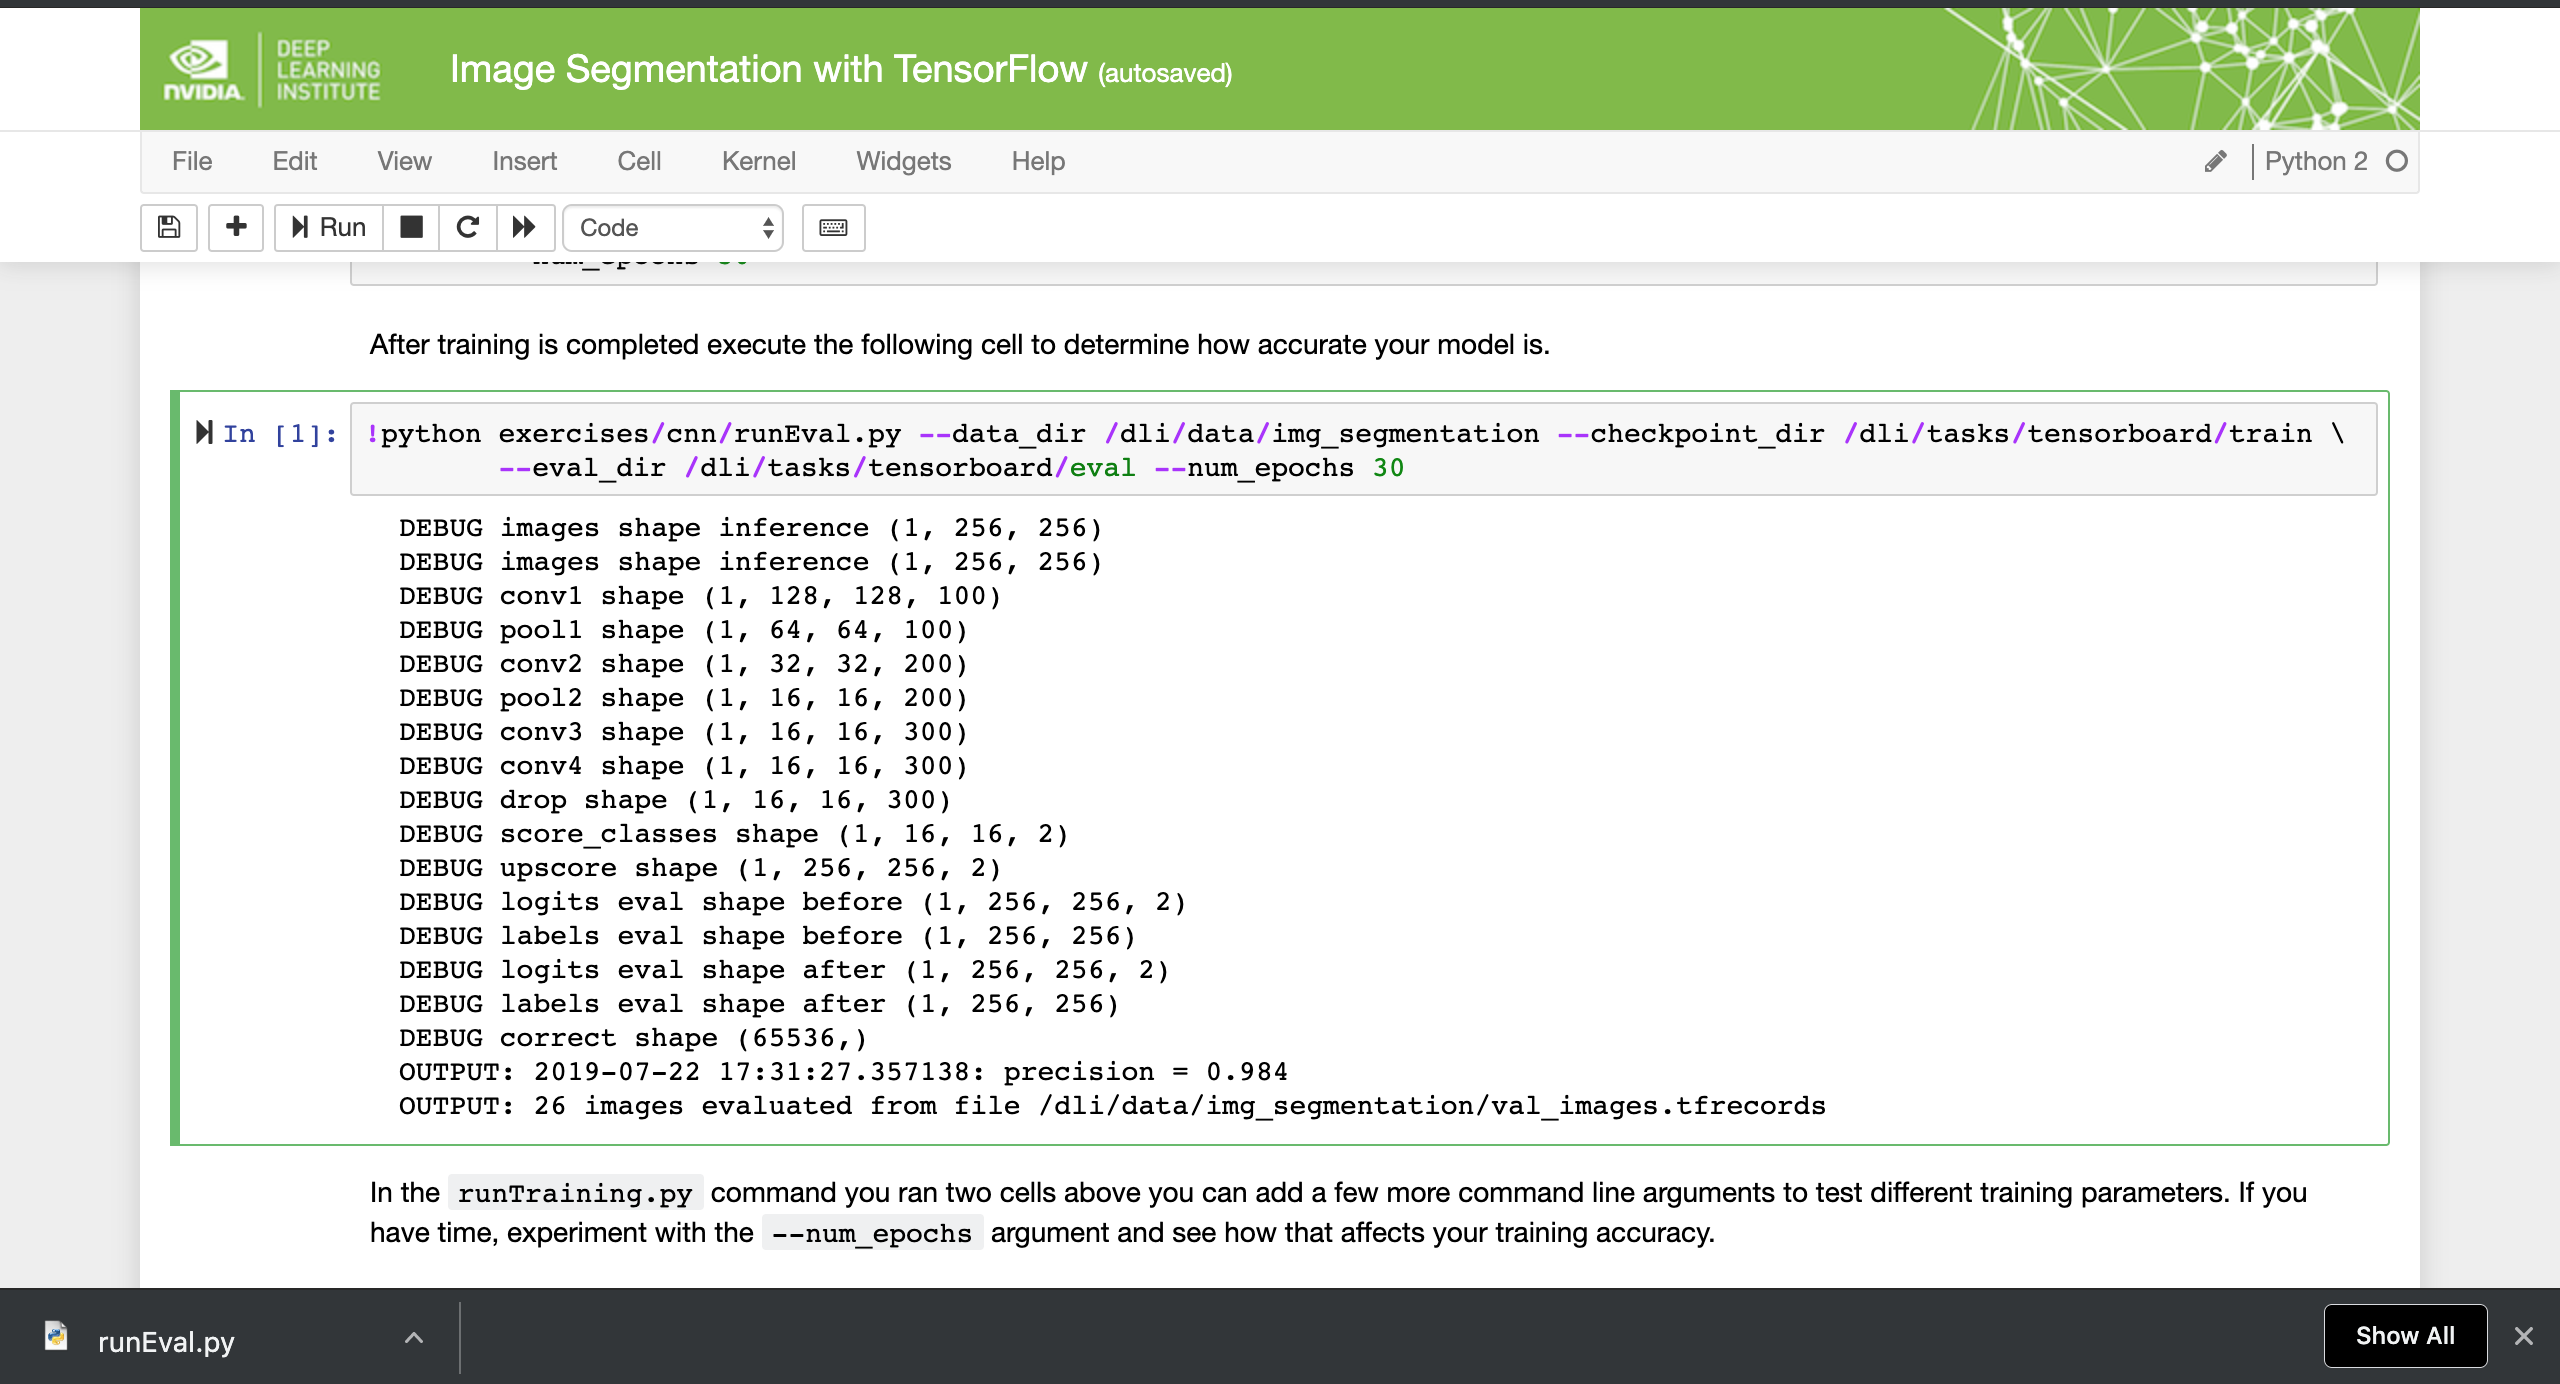 NVIDIA.
DEEP
LEARNING
INSTITUTE
Image Segmentation with TensorFlow (autosaved)
File Edit View Insert Cell Kernel Widgets Help Python 2
Run Code
After training is completed execute the following cell to determine how accurate your model is.
In [1]: !python exercises/cnn/runEval.py --data_dir /dli/data/img_segmentation --checkpoint_dir /dli/tasks/tensorboard/train \
--eval_dir /dli/tasks/tensorboard/eval --num_epochs 30
DEBUG images shape inference (1, 256, 256)
DEBUG images shape inference (1, 256, 256)
DEBUG conv1 shape (1, 128, 128, 100)
DEBUG pool1 shape (1, 64, 64, 100)
DEBUG conv2 shape (1, 32, 32, 200)
DEBUG pool2 shape (1, 16, 16, 200)
DEBUG conv3 shape (1, 16, 16, 300)
DEBUG conv4 shape (1, 16, 16, 300)
DEBUG drop shape (1, 16, 16, 300)
DEBUG score_classes shape (1, 16, 16, 2)
DEBUG upscore shape (1, 256, 256, 2)
DEBUG logits eval shape before (1, 256, 256, 2)
DEBUG labels eval shape before (1, 256, 256)
DEBUG logits eval shape after (1, 256, 256, 2)
DEBUG labels eval shape after (1, 256, 256)
DEBUG correct shape (65536,)
OUTPUT: 2019-07-22 17:31:27.357138: precision = 0.984
OUTPUT: 26 images evaluated from file /dli/data/img_segmentation/val_images.tfrecords
In the runTraining.py command you ran two cells above you can add a few more command line arguments to test different training parameters. If you
have time, experiment with the --num_epochs argument and see how that affects your training accuracy.
runEval.py
Show All